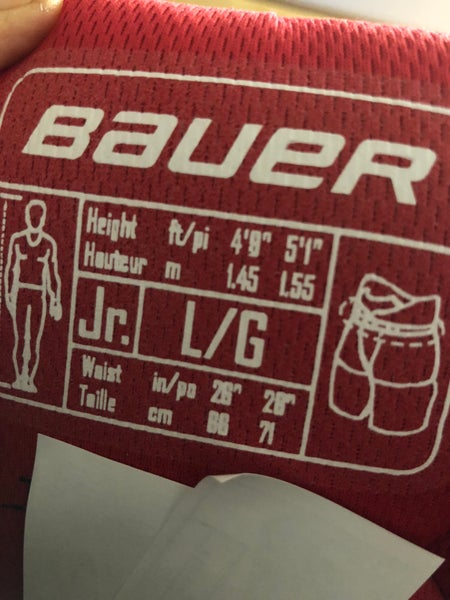 BAUER
Height ft/pi 4'9" 5'1"
Hauteur m 1.45 1.55
Jr. L/G
Waist in/po 26" 28"
Taille cm 66 71